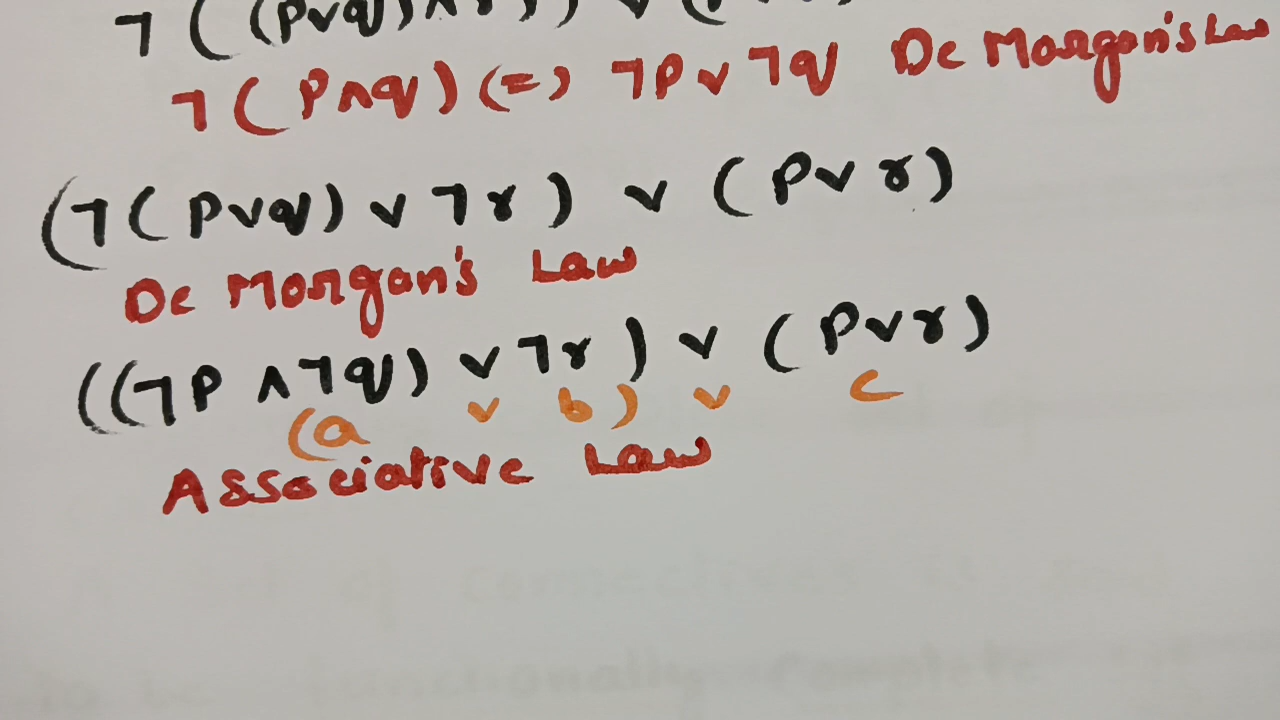 ¬ ( (p∨q) ∧ r ) ) ∨ (
¬ ( p∧q) (=) ¬p ∨ ¬q De Morgan's Law
(¬ ( p∨q) ∨ ¬r ) ∨ ( p∨ r)
De Morgan's Law
((¬p ∧¬q) ∨ ¬r ) ∨ ( p∨r)
(a ∨ b) ∨ c
Associative Law